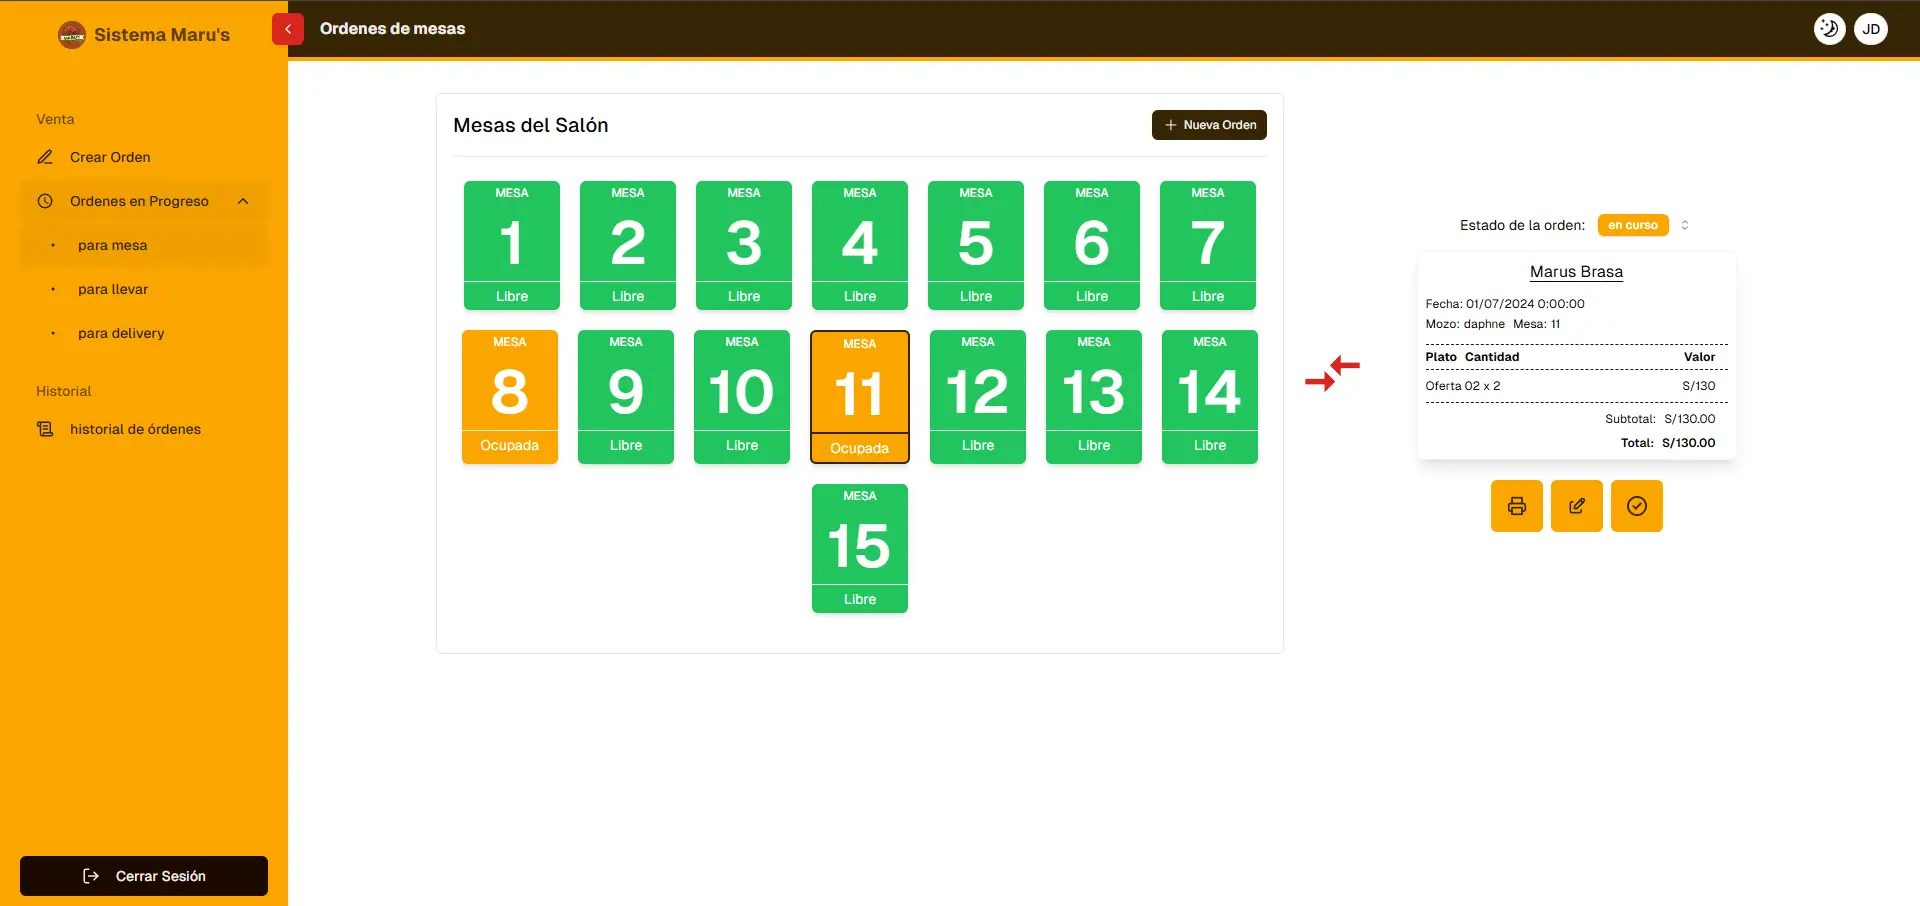 Sistema Maru's
Ordenes de mesas
JD
Venta
Crear Orden
Ordenes en Progreso
para mesa
para llevar
para delivery
Historial
historial de órdenes
Cerrar Sesión
Mesas del Salón
Nueva Orden
MESA
1
Libre
MESA
2
Libre
MESA
3
Libre
MESA
4
Libre
MESA
5
Libre
MESA
6
Libre
MESA
7
Libre
MESA
8
Ocupada
MESA
9
Libre
MESA
10
Libre
MESA
11
Ocupada
MESA
12
Libre
MESA
13
Libre
MESA
14
Libre
MESA
15
Libre
Estado de la orden: en curso
Marus Brasa
Fecha: 01/07/2024 0:00:00
Mozo: daphne Mesa: 11
Plato Cantidad Valor
Oferta 02 x 2 S/130
Subtotal: S/130.00
Total: S/130.00